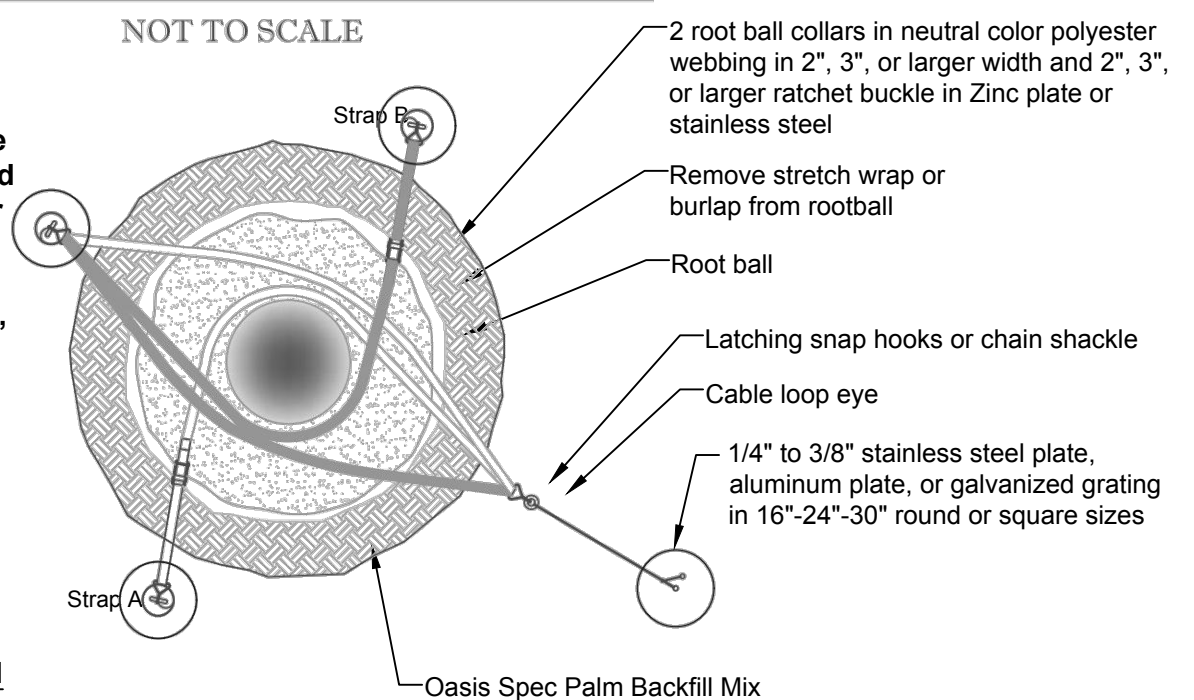 NOT TO SCALE
2 root ball collars in neutral color polyester
webbing in 2", 3", or larger width and 2", 3",
or larger ratchet buckle in Zinc plate or
stainless steel
Strap B
Remove stretch wrap or
burlap from rootball
Root ball
Latching snap hooks or chain shackle
Cable loop eye
1/4" to 3/8" stainless steel plate,
aluminum plate, or galvanized grating
in 16"-24"-30" round or square sizes
Strap A
Oasis Spec Palm Backfill Mix